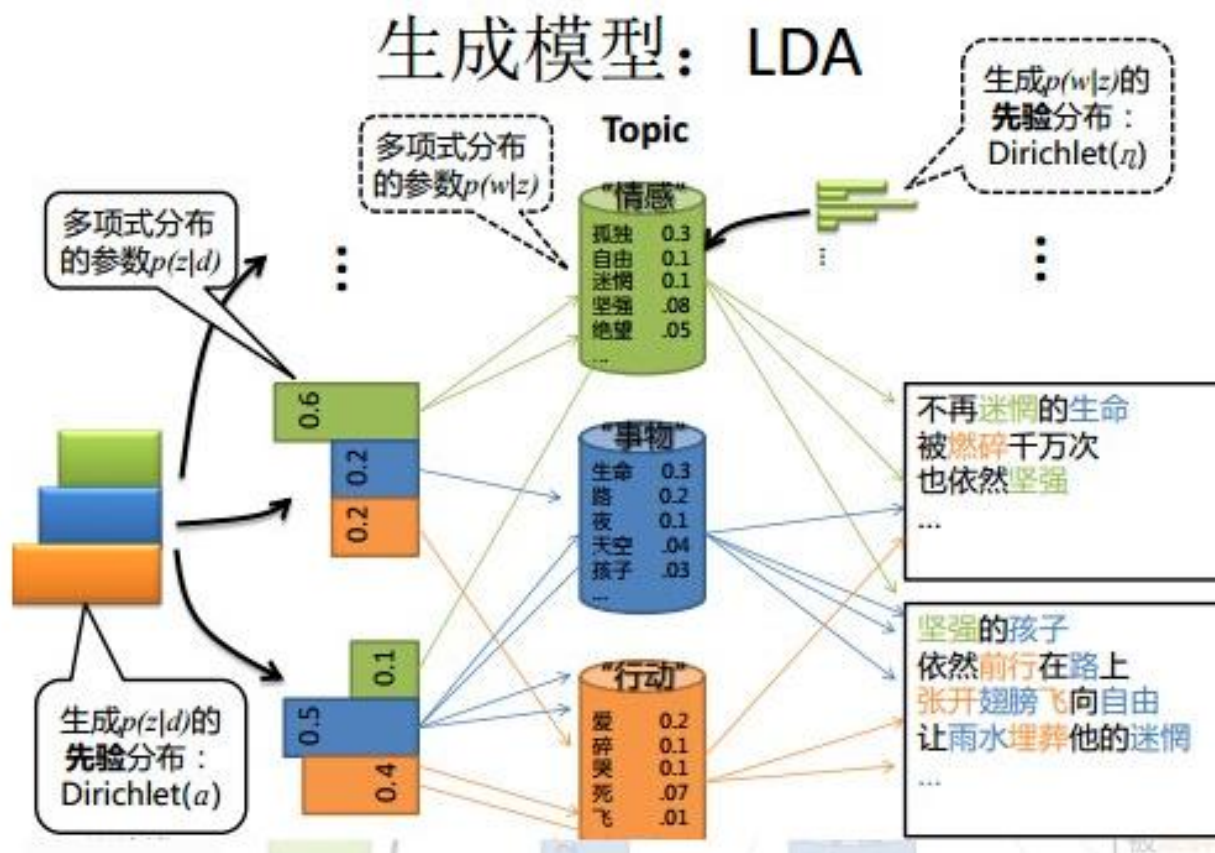 生成模型：LDA
生成p(w|z)的
先验分布：
Dirichlet(η)
Topic
多项式分布
的参数p(w|z)
多项式分布
的参数p(z|d)
...
...
...
"情感"
孤独 0.3
自由 0.1
迷惘 0.1
坚强 .08
绝望 .05
...
0.6
0.2
0.2
"事物"
生命 0.3
路 0.2
夜 0.1
天空 .04
孩子 .03
...
不再迷惘的生命
被燃碎千万次
也依然坚强
...
0.1
0.5
0.4
"行动"
爱 0.2
碎 0.1
哭 0.1
死 .07
飞 .01
坚强的孩子
依然前行在路上
张开翅膀飞向自由
让雨水埋葬他的迷惘
...
生成p(z|d)的
先验分布：
Dirichlet(a)